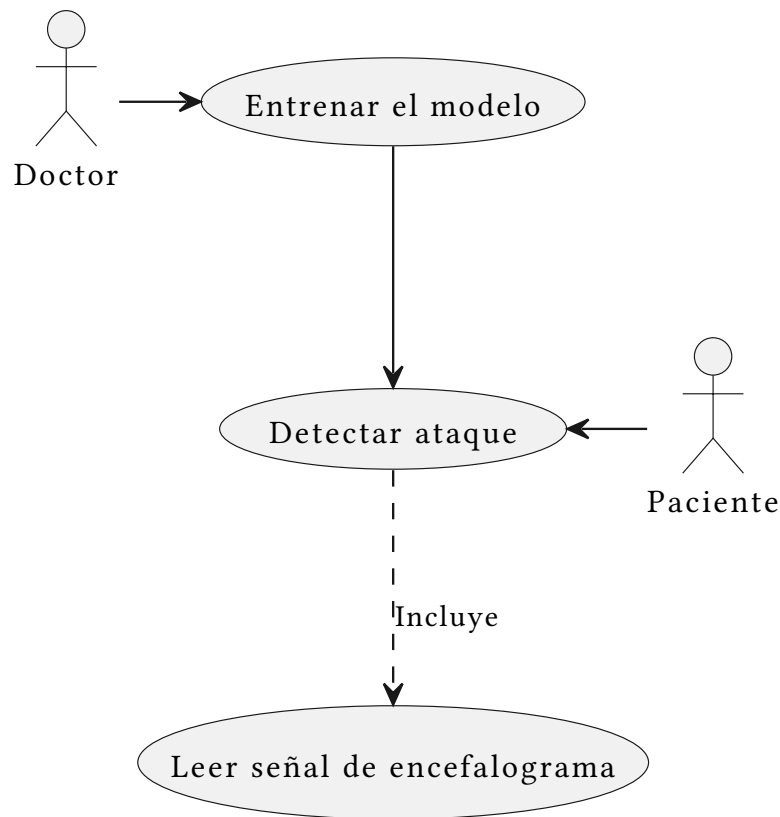 Entrenar el modelo
Doctor
Detectar ataque
Paciente
Incluye
Leer señal de encefalograma